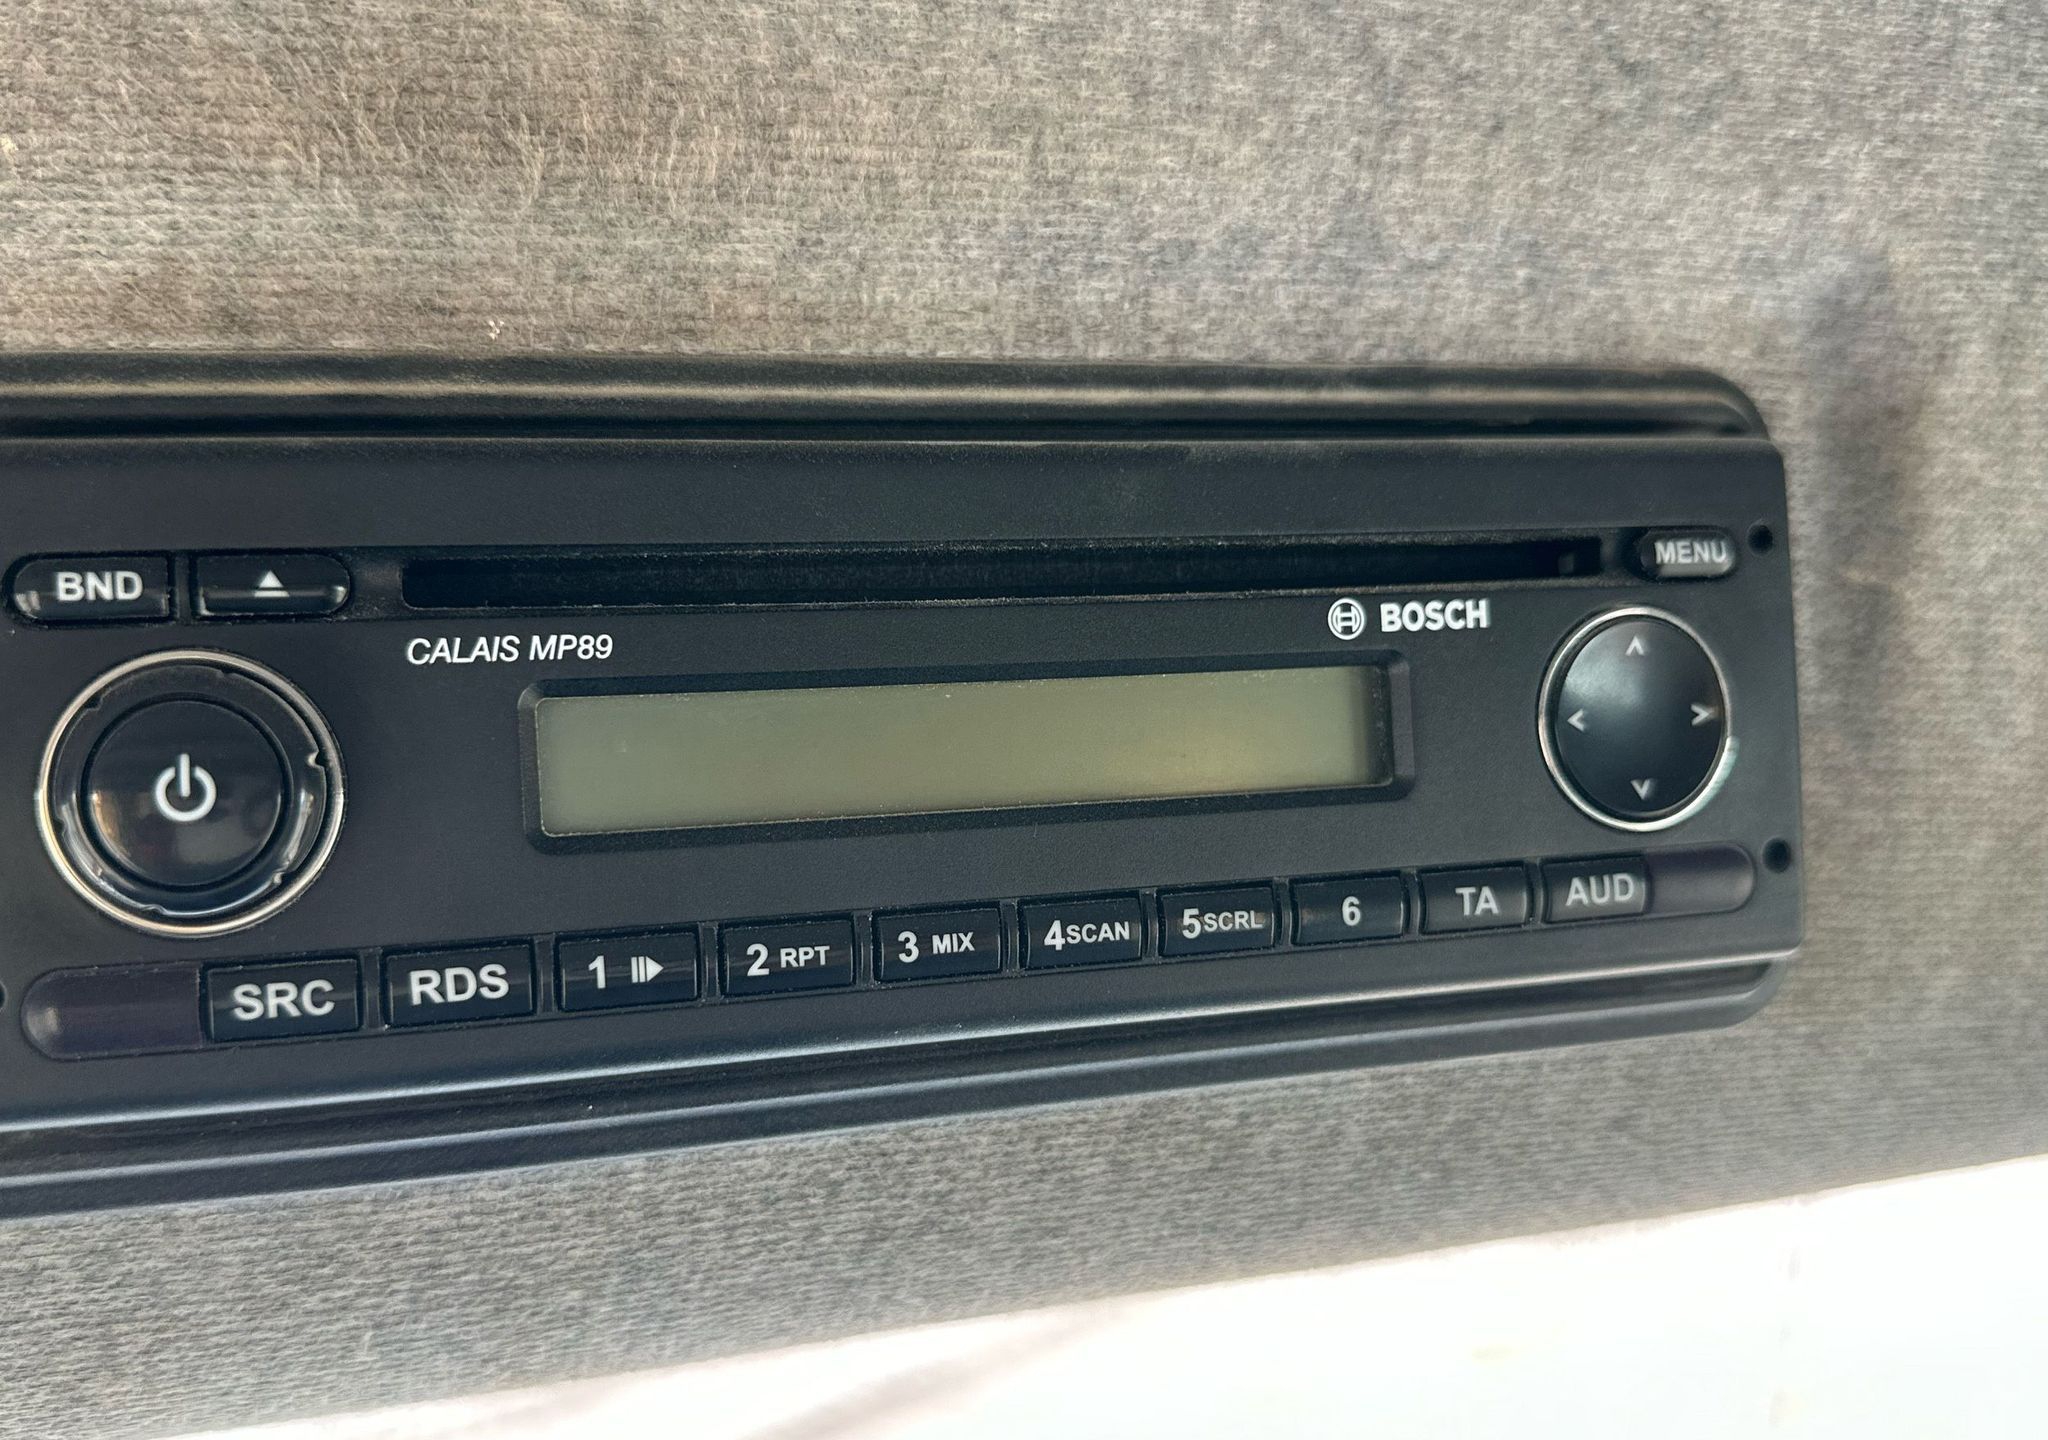 BND
MENU
CALAIS MP89
BOSCH
SRC
RDS
1
2 RPT
3 MIX
4SCAN
5SCRL
6
TA
AUD